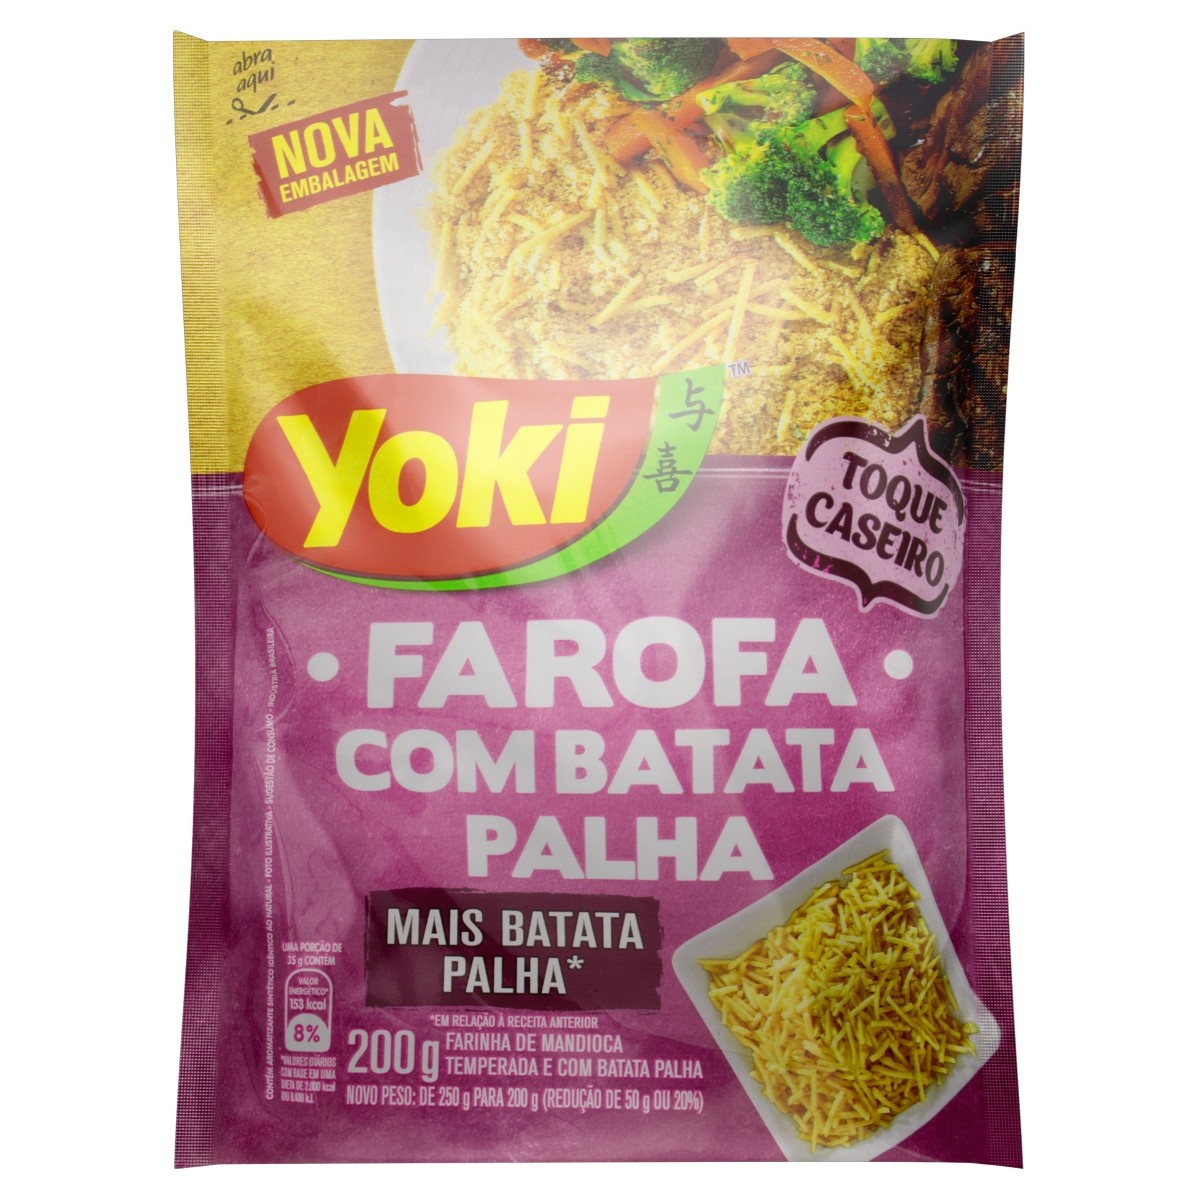 abra
aqui
NOVA
EMBALAGEM
Yoki
TM
与
喜
TOQUE
CASEIRO
• FAROFA •
COM BATATA
PALHA
MAIS BATATA
PALHA*
*EM RELAÇÃO À RECEITA ANTERIOR
200 g
FARINHA DE MANDIOCA
TEMPERADA E COM BATATA PALHA
NOVO PESO: DE 250 g PARA 200 g (REDUÇÃO DE 50 g OU 20%)
UMA PORÇÃO DE
35 g CONTÉM
VALOR
ENERGÉTICO*
153 kcal
8%
*VALORES DIÁRIOS
COM BASE EM UMA
DIETA DE 2.000 kcal
OU 8.400 kJ.
CONTÉM AROMATIZANTE SINTÉTICO IDÊNTICO AO NATURAL - FOTO ILUSTRATIVA - SUGESTÃO DE CONSUMO - INDÚSTRIA BRASILEIRA